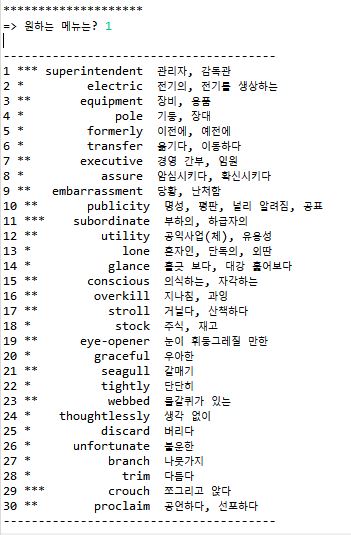 ********************
=> 원하는 메뉴는? 1
----------------------------------------
1 *** superintendent 관리자, 감독관
2 * electric 전기의, 전기를 생상하는
3 ** equipment 장비, 용품
4 * pole 기둥, 장대
5 * formerly 이전에, 예전에
6 * transfer 옮기다, 이동하다
7 ** executive 경영 간부, 임원
8 * assure 암심시키다, 확신시키다
9 ** embarrassment 당황, 난처함
10 ** publicity 명성, 평판, 널리 알려짐, 공표
11 *** subordinate 부하의, 하급자의
12 ** utility 공익사업(체), 유용성
13 * lone 혼자인, 단독의, 외딴
14 * glance 흘긋 보다, 대강 훑어보다
15 ** conscious 의식하는, 자각하는
16 ** overkill 지나침, 과잉
17 ** stroll 거닐다, 산책하다
18 * stock 주식, 재고
19 ** eye-opener 눈이 휘둥그레질 만한
20 * graceful 우아한
21 ** seagull 갈매기
22 * tightly 단단히
23 ** webbed 물갈퀴가 있는
24 * thoughtlessly 생각 없이
25 * discard 버리다
26 * unfortunate 불운한
27 * branch 나뭇가지
28 * trim 다듬다
29 *** crouch 쪼그리고 앉다
30 ** proclaim 공언하다, 선포하다
----------------------------------------